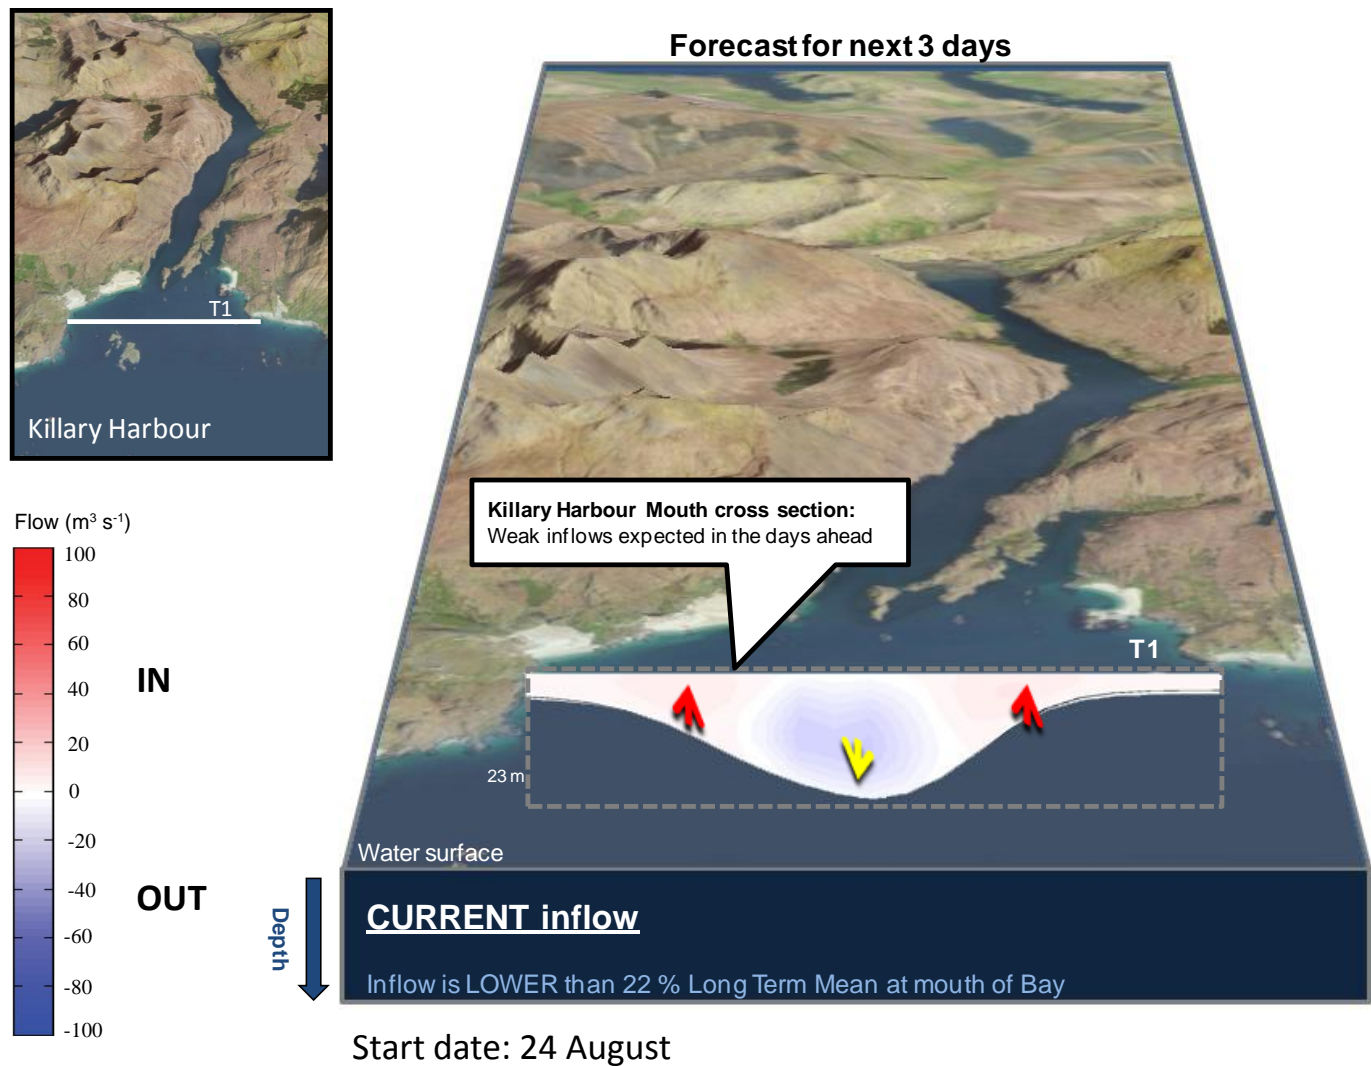 Forecast for next 3 days
T1
Killary Harbour
Flow (m³ s⁻¹)
100
80
60
40
20
0
-20
-40
-60
-80
-100
IN
OUT
Killary Harbour Mouth cross section:
Weak inflows expected in the days ahead
T1
23 m
Water surface
Depth
CURRENT inflow
Inflow is LOWER than 22 % Long Term Mean at mouth of Bay
Start date: 24 August